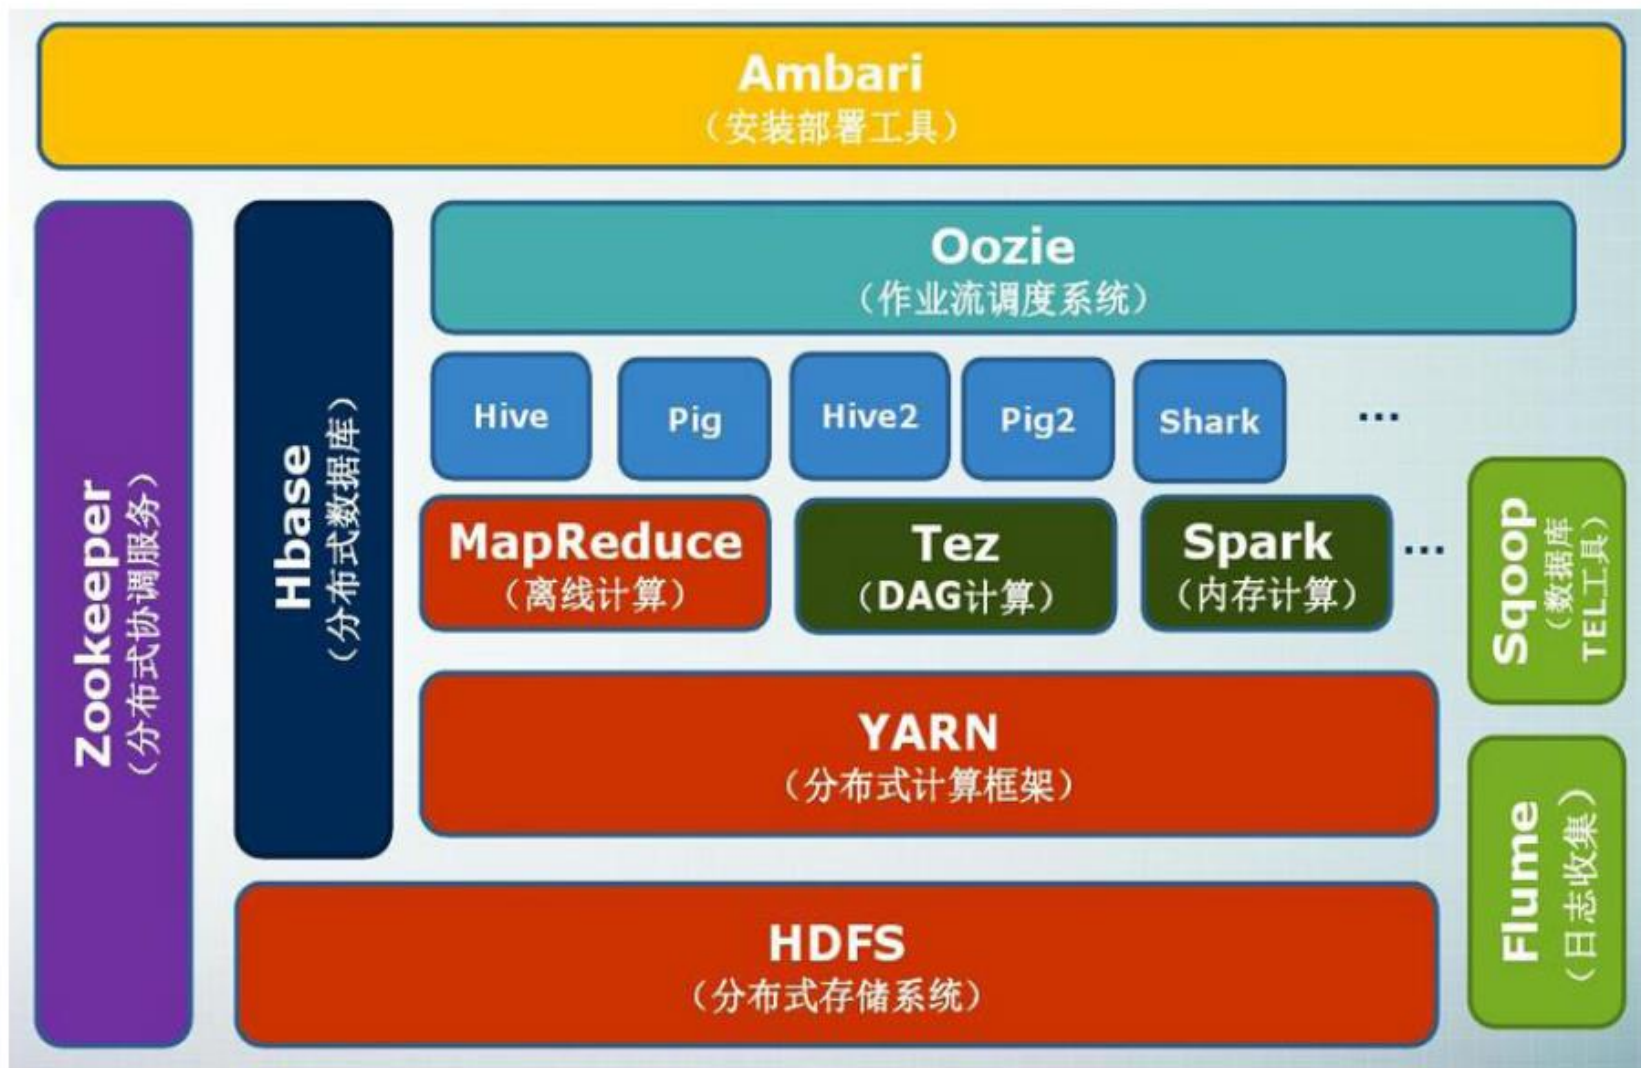 Ambari
（安装部署工具）
Zookeeper
（分布式协调服务）
Hbase
（分布式数据库）
Oozie
（作业流调度系统）
Hive
Pig
Hive2
Pig2
Shark
...
MapReduce
（离线计算）
Tez
（DAG计算）
Spark
（内存计算）
...
YARN
（分布式计算框架）
HDFS
（分布式存储系统）
Sqoop
（数据库
TEL工具）
Flume
（日志收集）